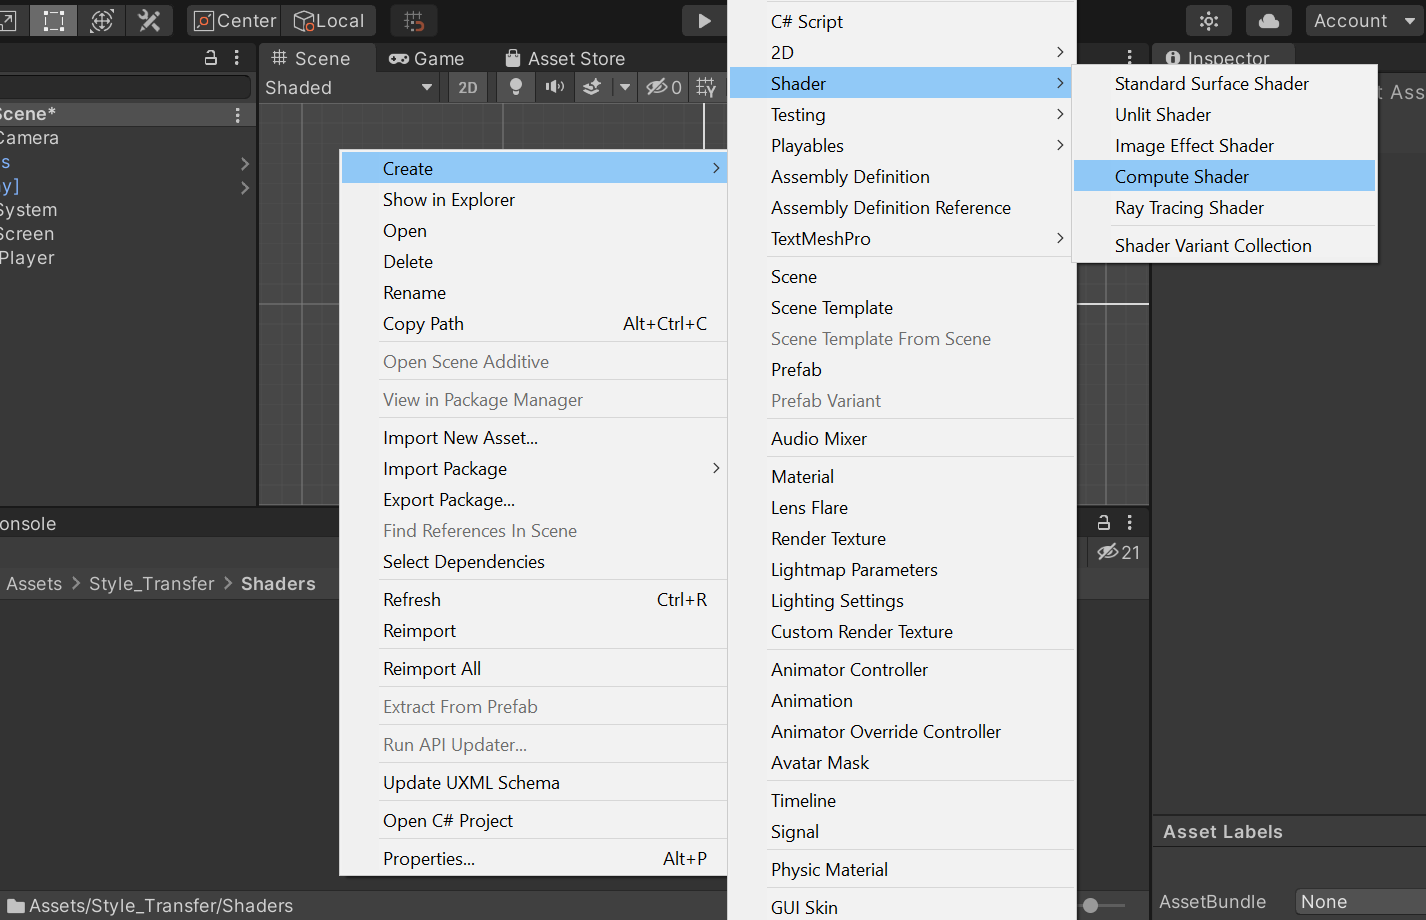 Center
Local
Account
Scene
Game
Asset Store
Inspector
Shaded
2D
0
Scene*
Camera
s
y]
System
Screen
Player
Create
Show in Explorer
Open
Delete
Rename
Copy Path Alt+Ctrl+C
Open Scene Additive
View in Package Manager
Import New Asset...
Import Package
Export Package...
Find References In Scene
Select Dependencies
Refresh Ctrl+R
Reimport
Reimport All
Extract From Prefab
Run API Updater...
Update UXML Schema
Open C# Project
Properties... Alt+P
C# Script
2D
Shader
Testing
Playables
Assembly Definition
Assembly Definition Reference
TextMeshPro
Scene
Scene Template
Scene Template From Scene
Prefab
Prefab Variant
Audio Mixer
Material
Lens Flare
Render Texture
Lightmap Parameters
Lighting Settings
Custom Render Texture
Animator Controller
Animation
Animator Override Controller
Avatar Mask
Timeline
Signal
Physic Material
GUI Skin
Standard Surface Shader
Unlit Shader
Image Effect Shader
Compute Shader
Ray Tracing Shader
Shader Variant Collection
t Ass
onsole
21
Assets > Style_Transfer > Shaders
Asset Labels
AssetBundle None
Assets/Style_Transfer/Shaders